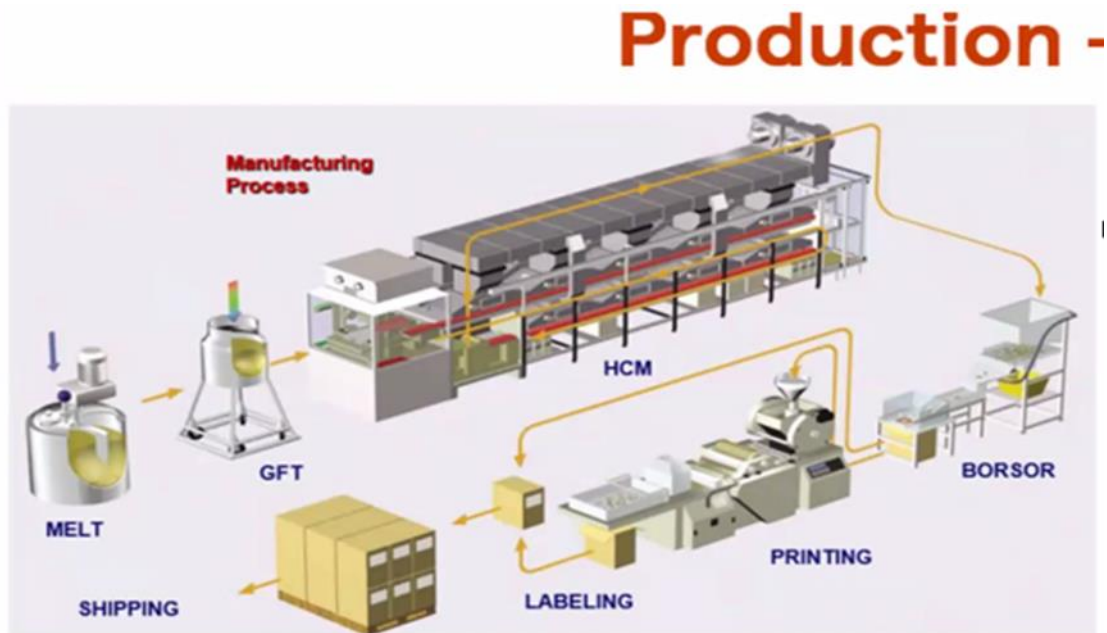 Production -
Manufacturing
Process
HCM
GFT
MELT
BORSOR
PRINTING
LABELING
SHIPPING